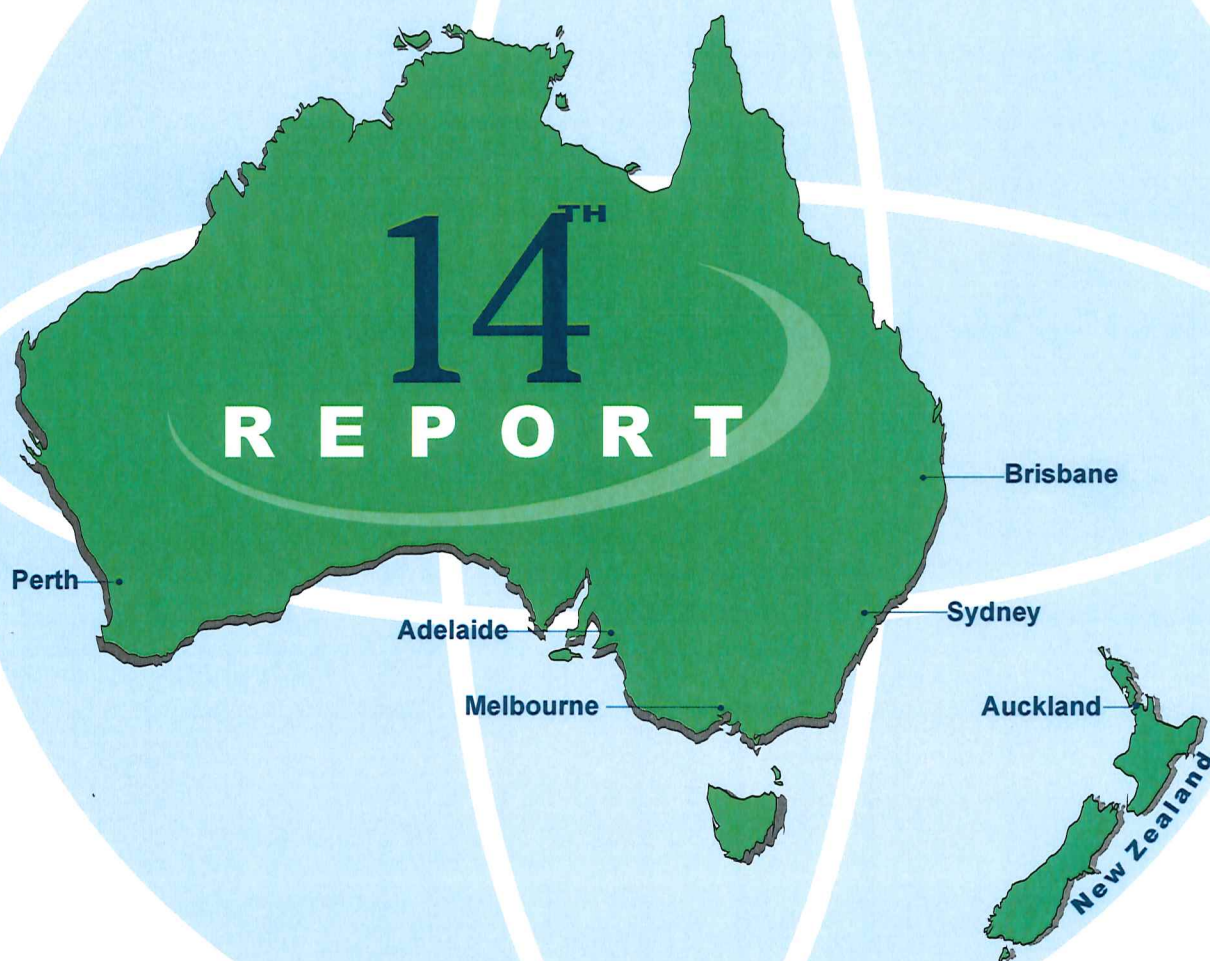 14TH
REPORT
Brisbane
Perth
Sydney
Adelaide
Melbourne
Auckland
New Zealand